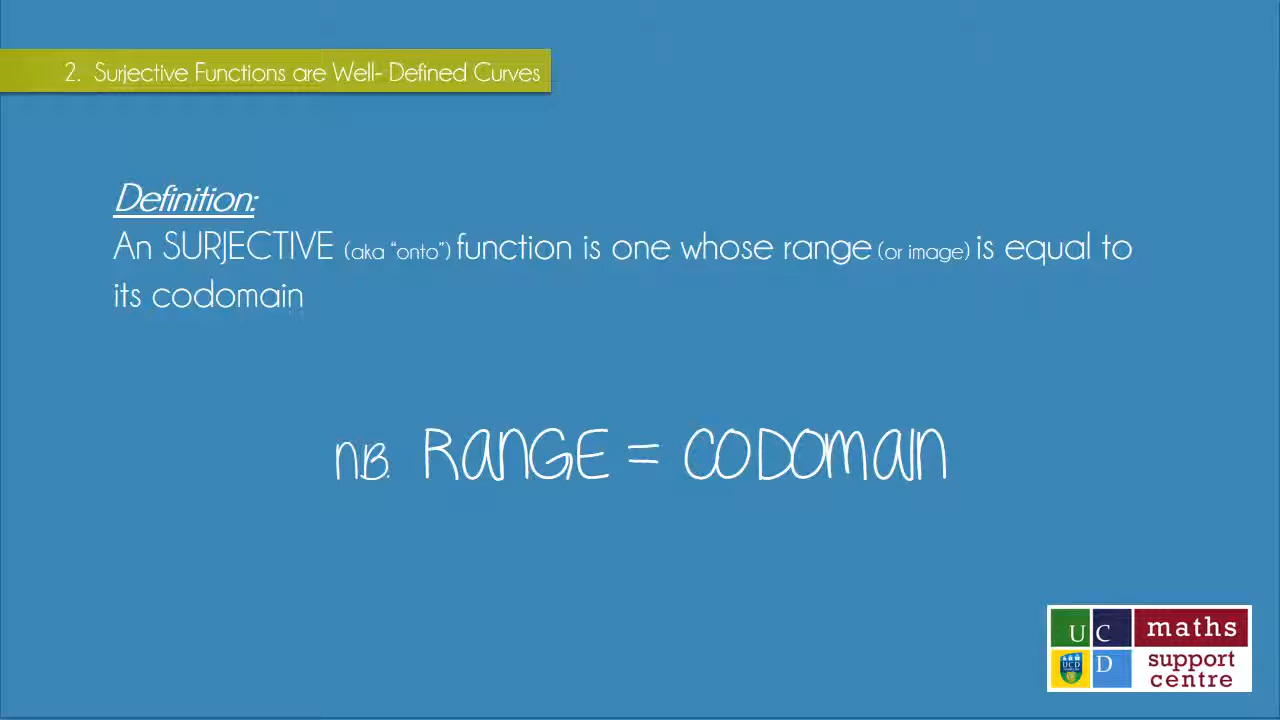 2. Surjective Functions are Well- Defined Curves
Definition:
An SURJECTIVE (aka "onto") function is one whose range (or image) is equal to
its codomain
n.B. RANGE = CODOMAIN
U C
D
UCD
maths
support
centre